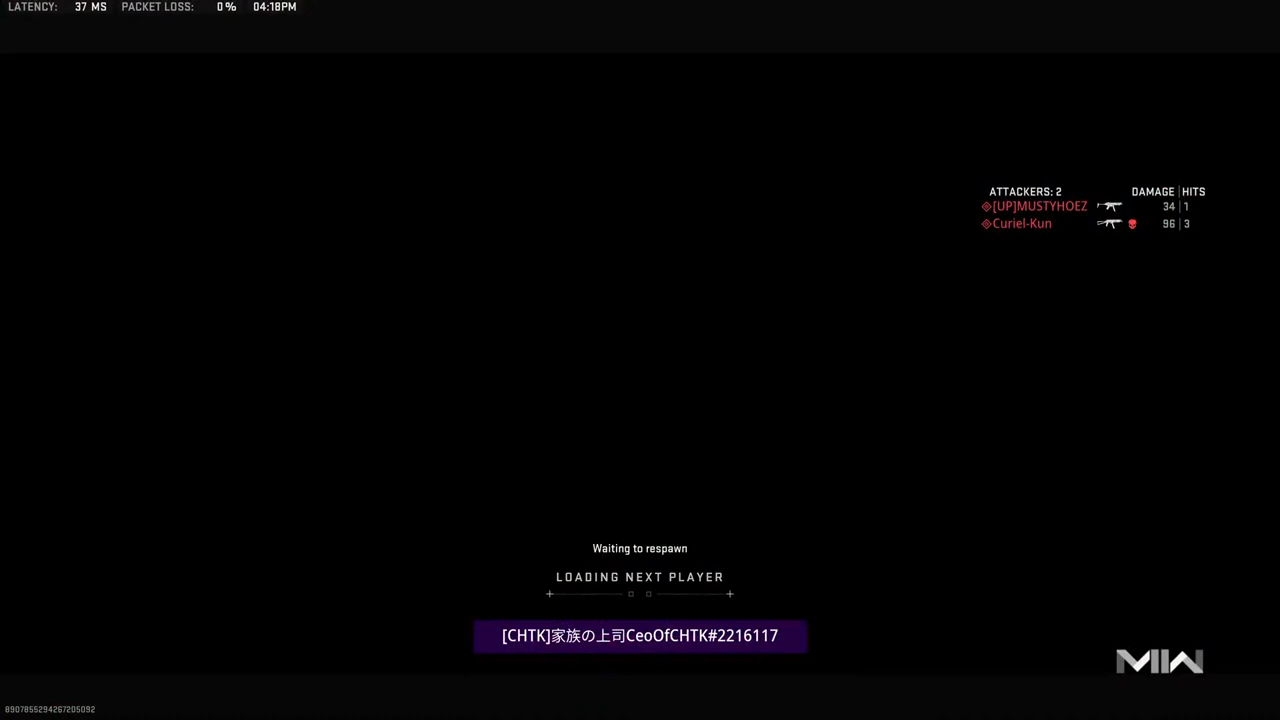 LATENCY: 37 MS PACKET LOSS: 0% 04:18PM
ATTACKERS: 2 DAMAGE HITS
[UP]MUSTYHOEZ 34 1
Curiel-Kun 96 3
Waiting to respawn
LOADING NEXT PLAYER
[CHTK]家族の上司CeoOfCHTK#2216117
MW
8907855294267205092